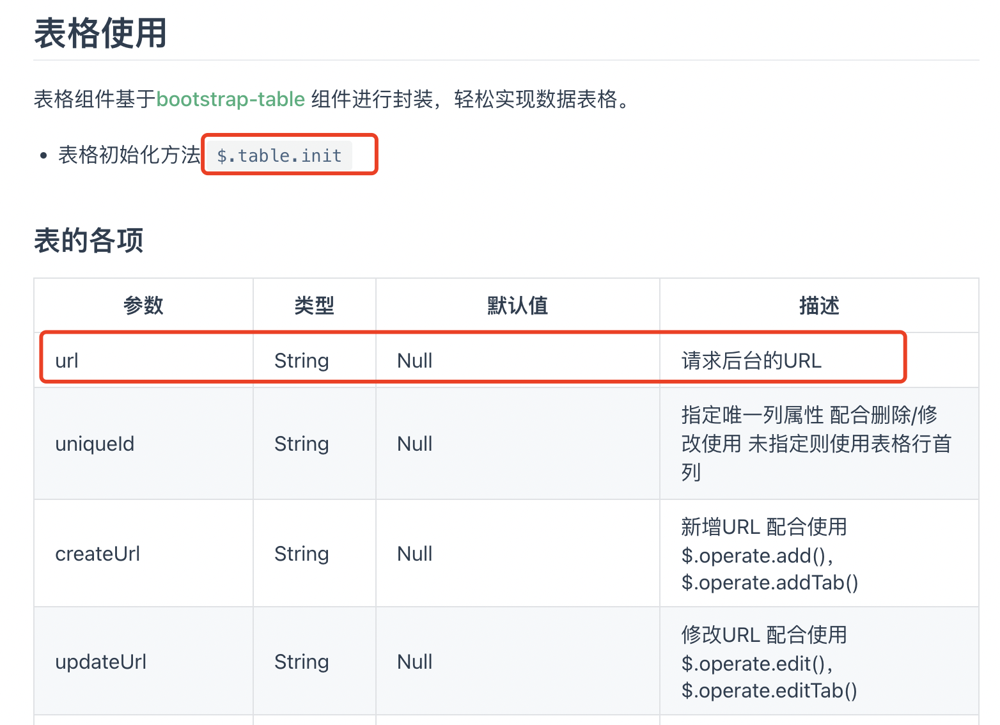 表格使用
表格组件基于bootstrap-table 组件进行封装，轻松实现数据表格。
• 表格初始化方法 $.table.init
表的各项
参数 类型 默认值 描述
url String Null 请求后台的URL
指定唯一列属性 配合删除/修
uniqueId String Null 改使用 未指定则使用表格行首
列
新增URL 配合使用
createUrl String Null $.operate.add()，
$.operate.addTab()
修改URL 配合使用
updateUrl String Null $.operate.edit()，
$.operate.editTab()